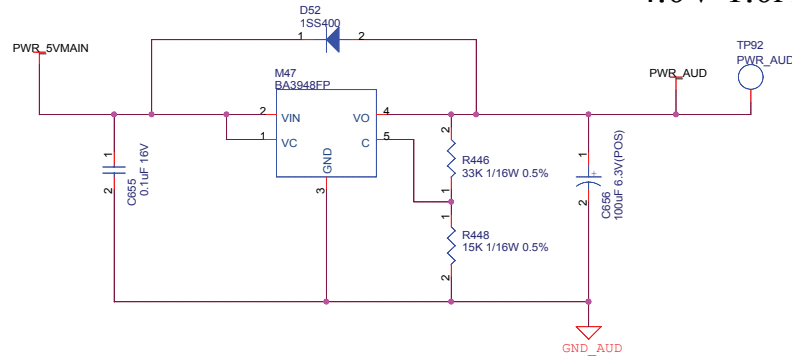 D52
1SS400
1
2
PWR_5VMAIN
TP92
PWR_AUD
PWR_AUD
M47
BA3948FP
2
VIN
VO
4
1
VC
C
5
GND
3
1
2
C655
0.1uF 16V
2
R446
33K 1/16W 0.5%
1
1
R448
15K 1/16W 0.5%
2
1
+
2
C656
100uF 6.3V(POS)
GND_AUD